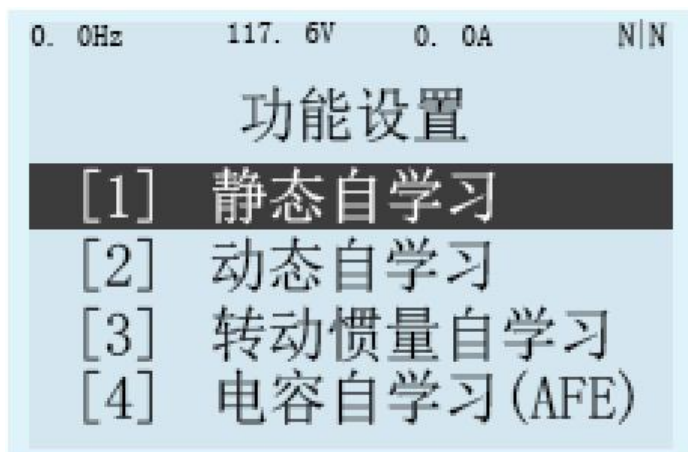 0. 0Hz 117. 6V 0. 0A N|N
功能设置
[1] 静态自学习
[2] 动态自学习
[3] 转动惯量自学习
[4] 电容自学习(AFE)